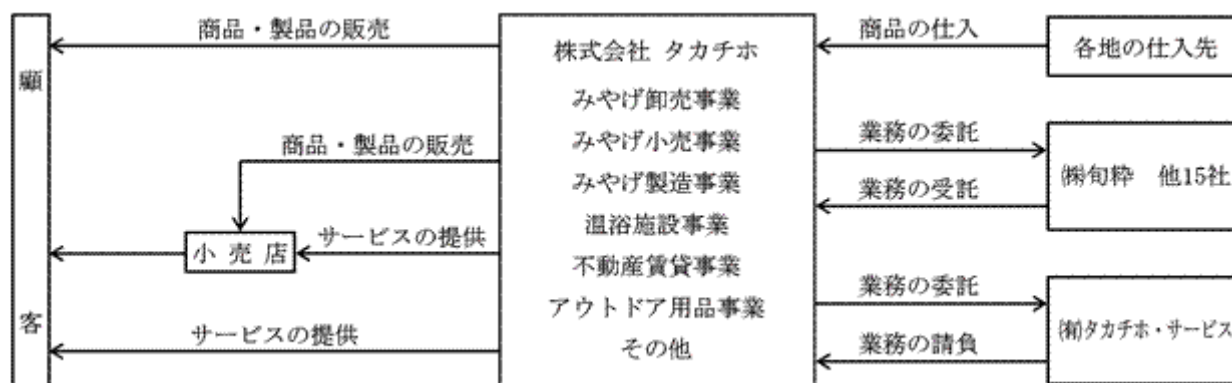 顧
客
商品・製品の販売
商品・製品の販売
小 売 店
サービスの提供
サービスの提供
株式会社 タカチホ
みやげ卸売事業
みやげ小売事業
みやげ製造事業
温浴施設事業
不動産賃貸事業
アウトドア用品事業
その他
商品の仕入
各地の仕入先
業務の委託
業務の受託
㈱旬粋 他15社
業務の委託
業務の請負
㈲タカチホ・サービス